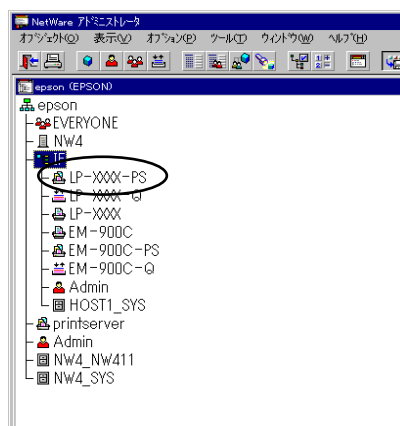 NetWare アドミニストレータ
オブジェクト(O) 表示(V) オプション(P) ツール(T) ウィンドウ(W) ヘルプ(H)
epson (EPSON)
epson
EVERYONE
NW4
LP-XXXX-PS
LP-XXXX-Q
LP-XXXX
EM-900C
EM-900C-PS
EM-900C-Q
Admin
HOST1_SYS
printserver
Admin
NW4_NW411
NW4_SYS